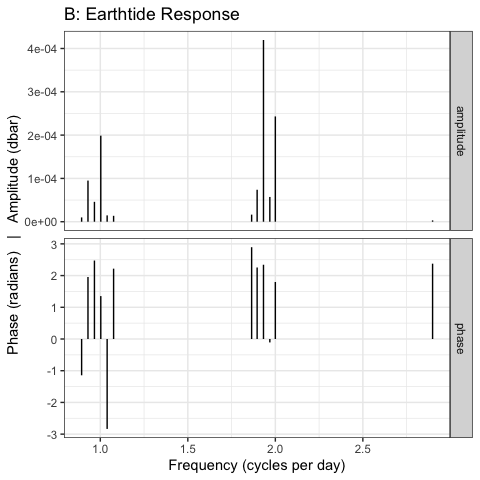 B: Earthtide Response
Amplitude (dbar)
4e-04
3e-04
2e-04
1e-04
0e+00
amplitude
|
Phase (radians)
3
2
1
0
-1
-2
-3
phase
1.0 1.5 2.0 2.5
Frequency (cycles per day)